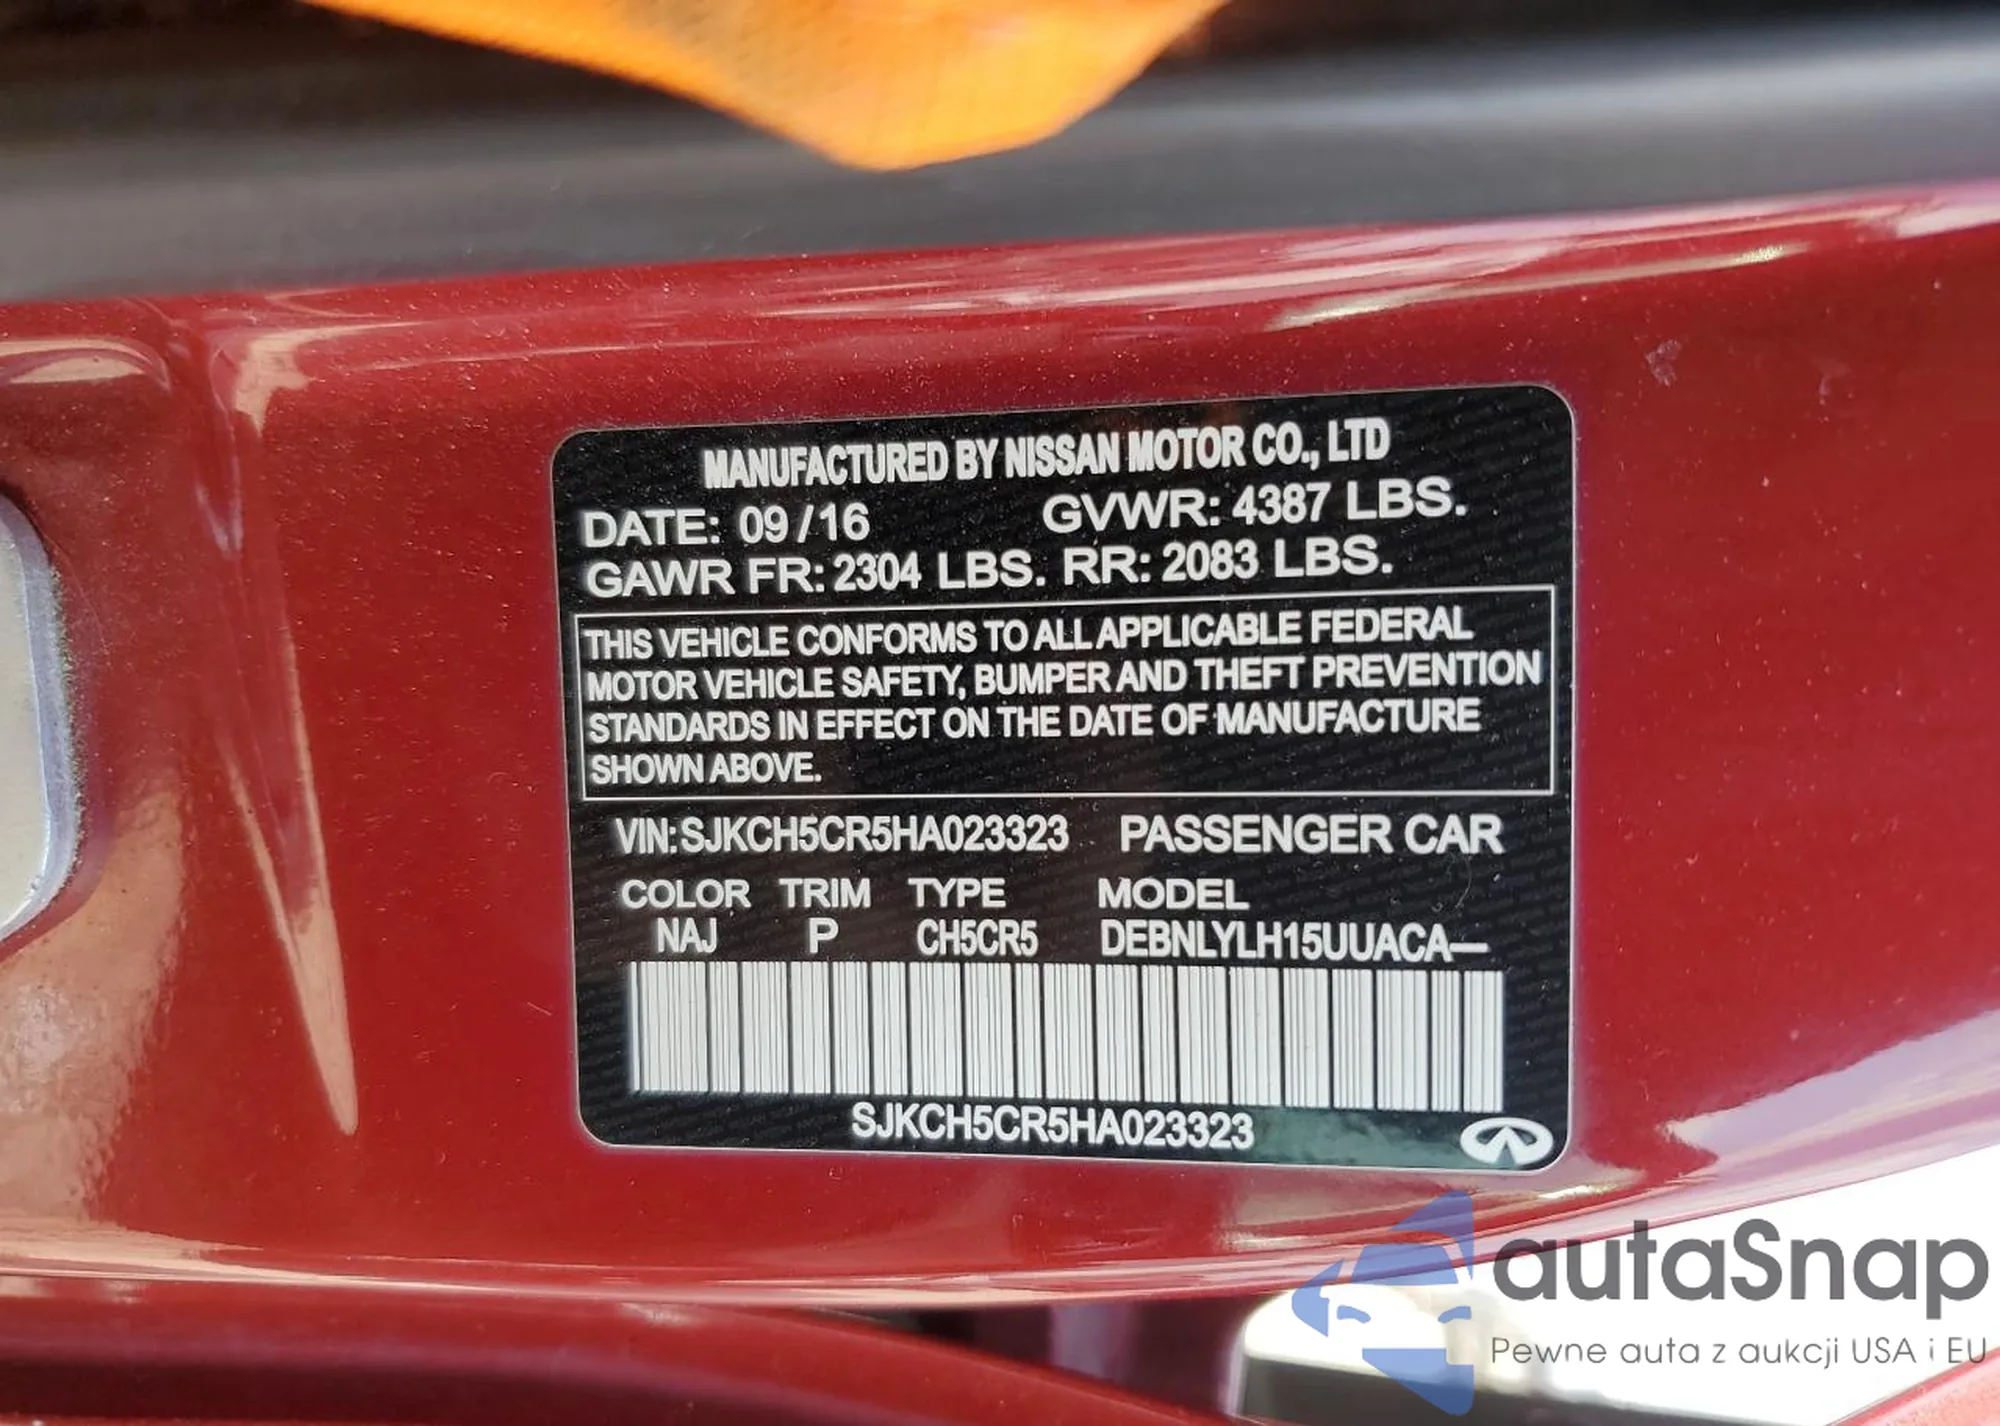 MANUFACTURED BY NISSAN MOTOR CO., LTD
DATE: 09/16 GVWR: 4387 LBS.
GAWR FR: 2304 LBS. RR: 2083 LBS.
THIS VEHICLE CONFORMS TO ALL APPLICABLE FEDERAL
MOTOR VEHICLE SAFETY, BUMPER AND THEFT PREVENTION
STANDARDS IN EFFECT ON THE DATE OF MANUFACTURE
SHOWN ABOVE.
VIN:SJKCH5CR5HA023323 PASSENGER CAR
COLOR TRIM TYPE MODEL
NAJ P CH5CR5 DEBNLYLH15UUACA—
SJKCH5CR5HA023323
autaSnap
Pewne auta z aukcji USA i EU